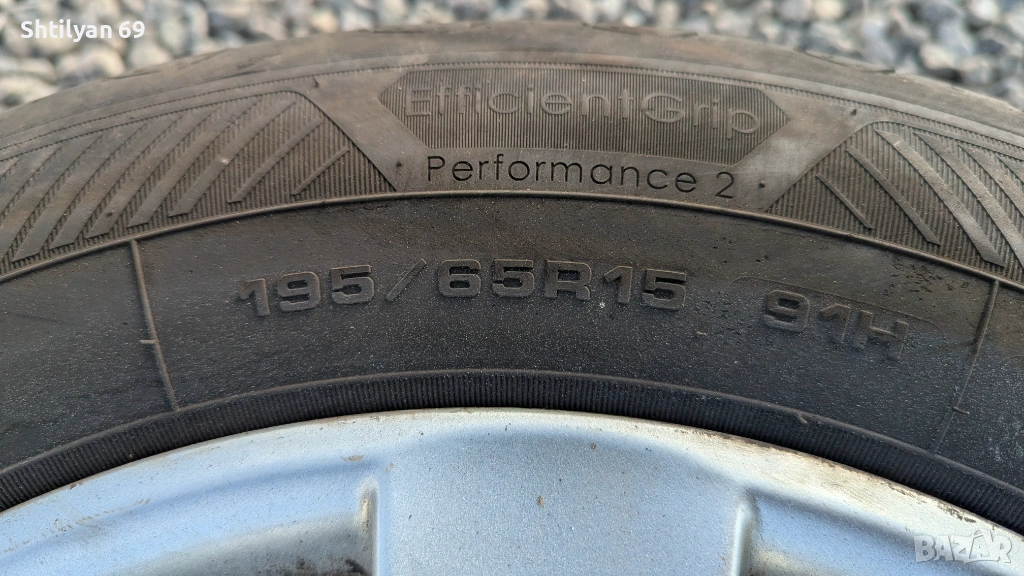 Shtilyan 69
EfficientGrip
Performance 2
195/65R15 91H
BAZAR